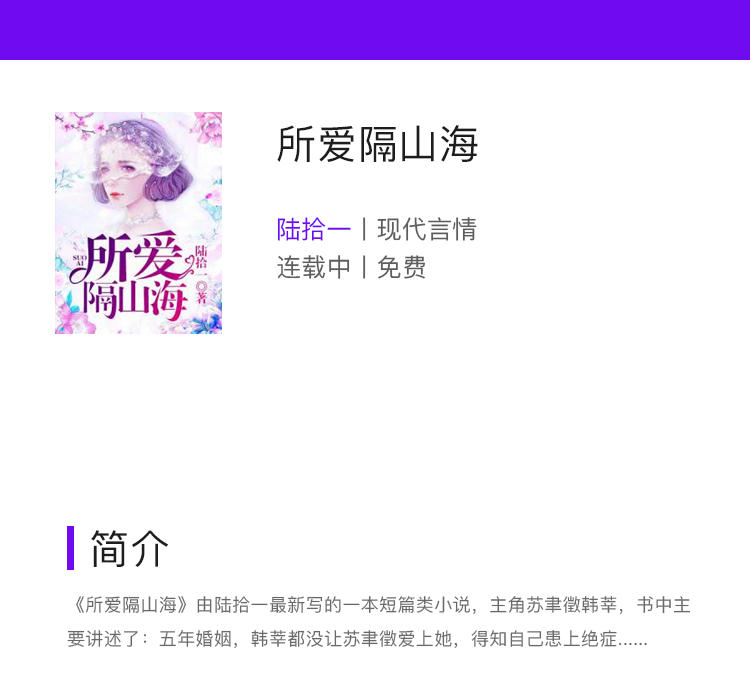 所爱隔山海
陆拾一丨现代言情
连载中丨免费
所爱
SUO
AI
隔山海
陆拾一◎著
简介
《所爱隔山海》由陆拾一最新写的一本短篇类小说，主角苏聿徵韩莘，书中主
要讲述了：五年婚姻，韩莘都没让苏聿徵爱上她，得知自己患上绝症......